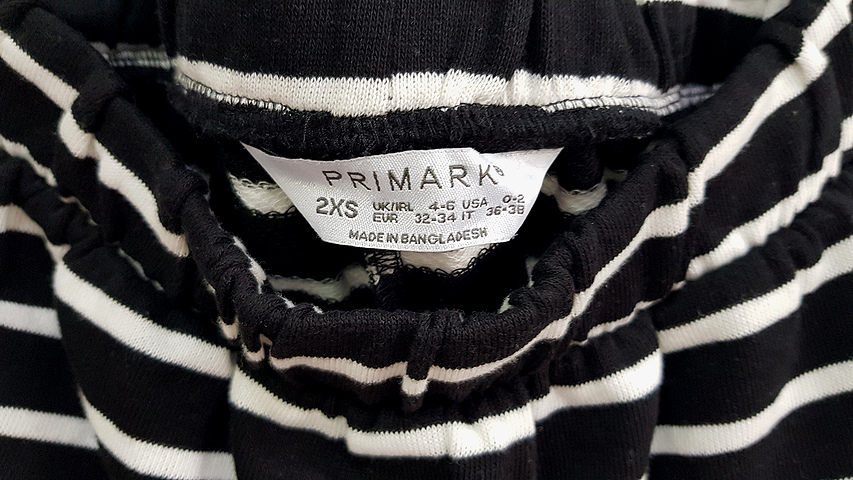 PRIMARK®
2XS UK/IRL 4-6 USA 0-2
EUR 32-34 IT 36-38
MADE IN BANGLADESH